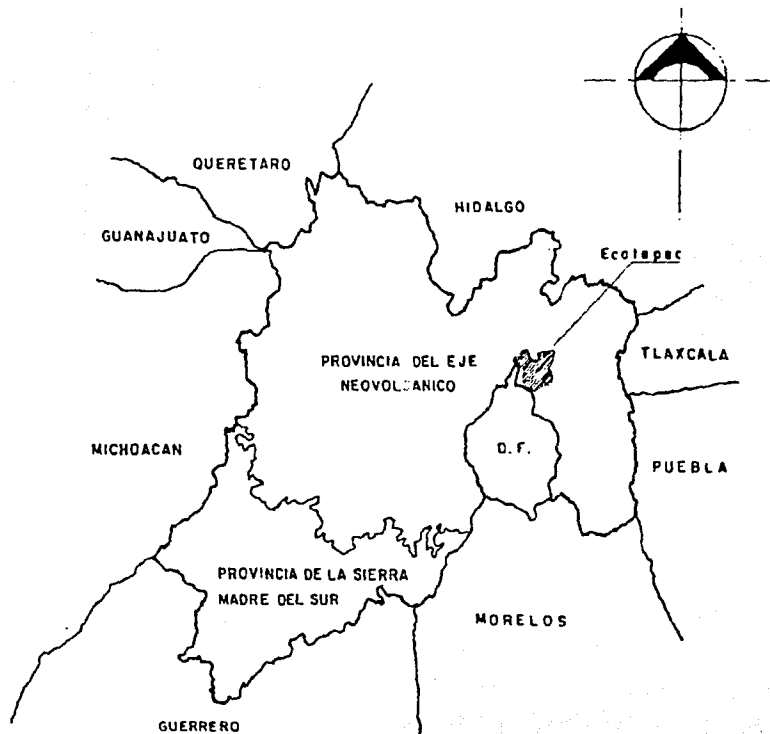 QUERETARO
HIDALGO
GUANAJUATO
Ecatepec
PROVINCIA DEL EJE
NEOVOLCANICO
TLAXCALA
MICHOACAN
D.F.
PUEBLA
PROVINCIA DE LA SIERRA
MADRE DEL SUR
MORELOS
GUERRERO